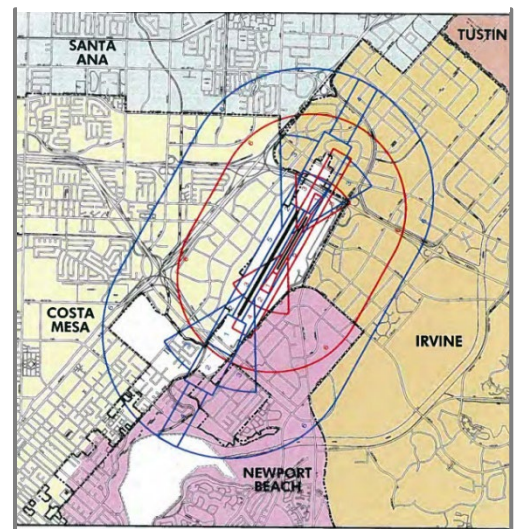 SANTA
ANA
TUSTIN
COSTA
MESA
IRVINE
NEWPORT
BEACH